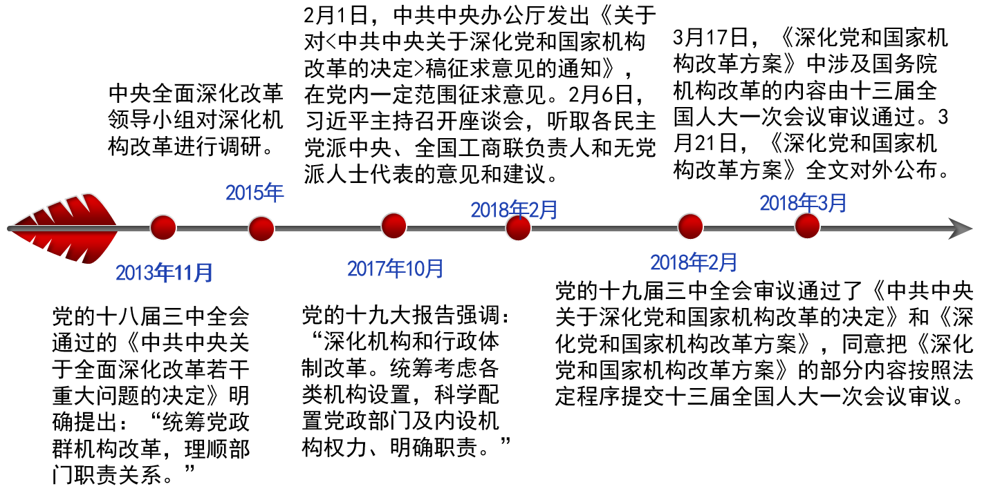 中央全面深化改革
领导小组对深化机
构改革进行调研。
2015年
2月1日，中共中央办公厅发出《关于
对<中共中央关于深化党和国家机构
改革的决定>稿征求意见的通知》，
在党内一定范围征求意见。2月6日，
习近平主持召开座谈会，听取各民主
党派中央、全国工商联负责人和无党
派人士代表的意见和建议。
2018年2月
3月17日，《深化党和国家机
构改革方案》中涉及国务院
机构改革的内容由十三届全
国人大一次会议审议通过。3
月21日，《深化党和国家机
构改革方案》全文对外公布。
2018年3月
2013年11月
党的十八届三中全会
通过的《中共中央关
于全面深化改革若干
重大问题的决定》明
确提出：“统筹党政
群机构改革，理顺部
门职责关系。”
2017年10月
党的十九大报告强调：
“深化机构和行政体
制改革。统筹考虑各
类机构设置，科学配
置党政部门及内设机
构权力、明确职责。”
2018年2月
党的十九届三中全会审议通过了《中共中央
关于深化党和国家机构改革的决定》和《深
化党和国家机构改革方案》，同意把《深化
党和国家机构改革方案》的部分内容按照法
定程序提交十三届全国人大一次会议审议。